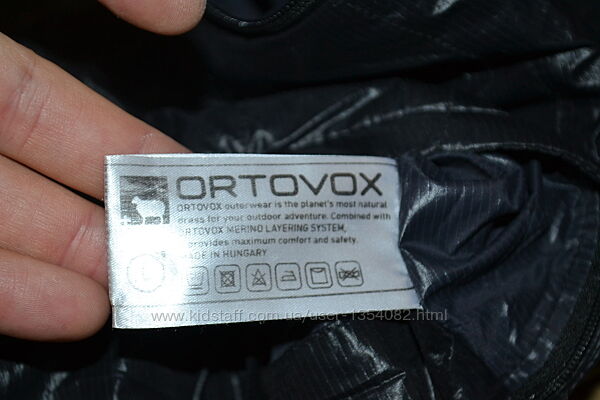 ORTOVOX
ORTOVOX outerwear is the planet's most natural
dress for your outdoor adventure. Combined with
ORTOVOX MERINO LAYERING SYSTEM,
provides maximum comfort and safety.
MADE IN HUNGARY
L
www.kidstaff.com.ua/user-1354082.html